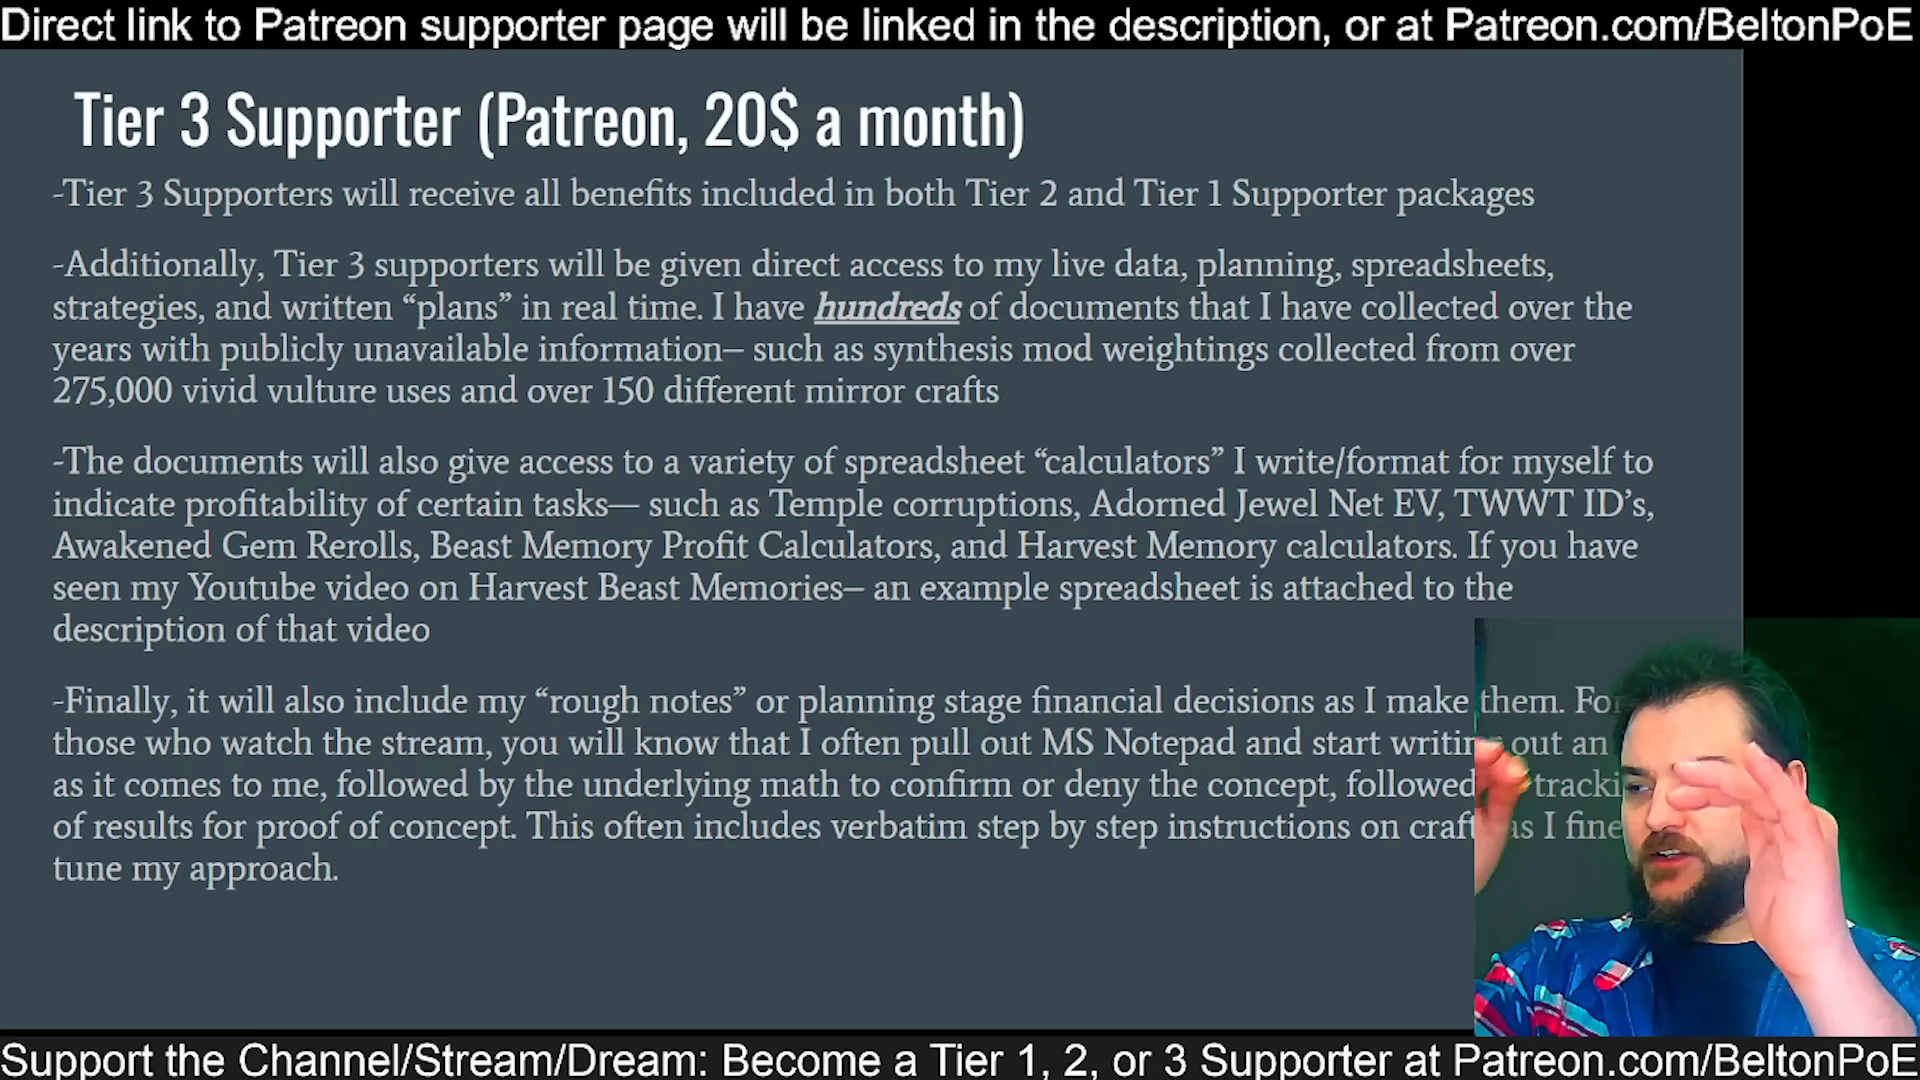 Direct link to Patreon supporter page will be linked in the description, or at Patreon.com/BeltonPoE
Tier 3 Supporter (Patreon, 20$ a month)
-Tier 3 Supporters will receive all benefits included in both Tier 2 and Tier 1 Supporter packages
-Additionally, Tier 3 supporters will be given direct access to my live data, planning, spreadsheets,
strategies, and written “plans” in real time. I have hundreds of documents that I have collected over the
years with publicly unavailable information– such as synthesis mod weightings collected from over
275,000 vivid vulture uses and over 150 different mirror crafts
-The documents will also give access to a variety of spreadsheet “calculators” I write/format for myself to
indicate profitability of certain tasks— such as Temple corruptions, Adorned Jewel Net EV, TWWT ID’s,
Awakened Gem Rerolls, Beast Memory Profit Calculators, and Harvest Memory calculators. If you have
seen my Youtube video on Harvest Beast Memories– an example spreadsheet is attached to the
description of that video
-Finally, it will also include my “rough notes” or planning stage financial decisions as I make them. For
those who watch the stream, you will know that I often pull out MS Notepad and start writing out an
as it comes to me, followed by the underlying math to confirm or deny the concept, followed
of results for proof of concept. This often includes verbatim step by step instructions on as I fine
tune my approach.
Support the Channel/Stream/Dream: Become a Tier 1, 2, or 3 Supporter at Patreon.com/BeltonPoE